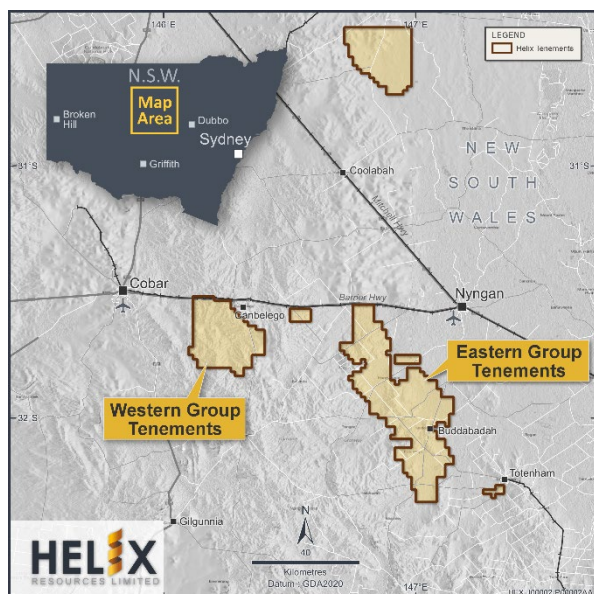 146°E
147°E
LEGEND
Helix Tenements
N.S.W.
Map
Area
Broken
Hill
Dubbo
Sydney
Griffith
31°S
31°S
NEW
SOUTH
WALES
Coolabah
Mitchell Hwy
Cobar
Canbelego
Barrier Hwy
Nyngan
Western Group
Tenements
Eastern Group
Tenements
32°S
32°S
Buddabadah
Tottenham
Gilgunnia
N
40
Kilometres
Datum : GDA2020
147°E
HELIX
RESOURCES LIMITED